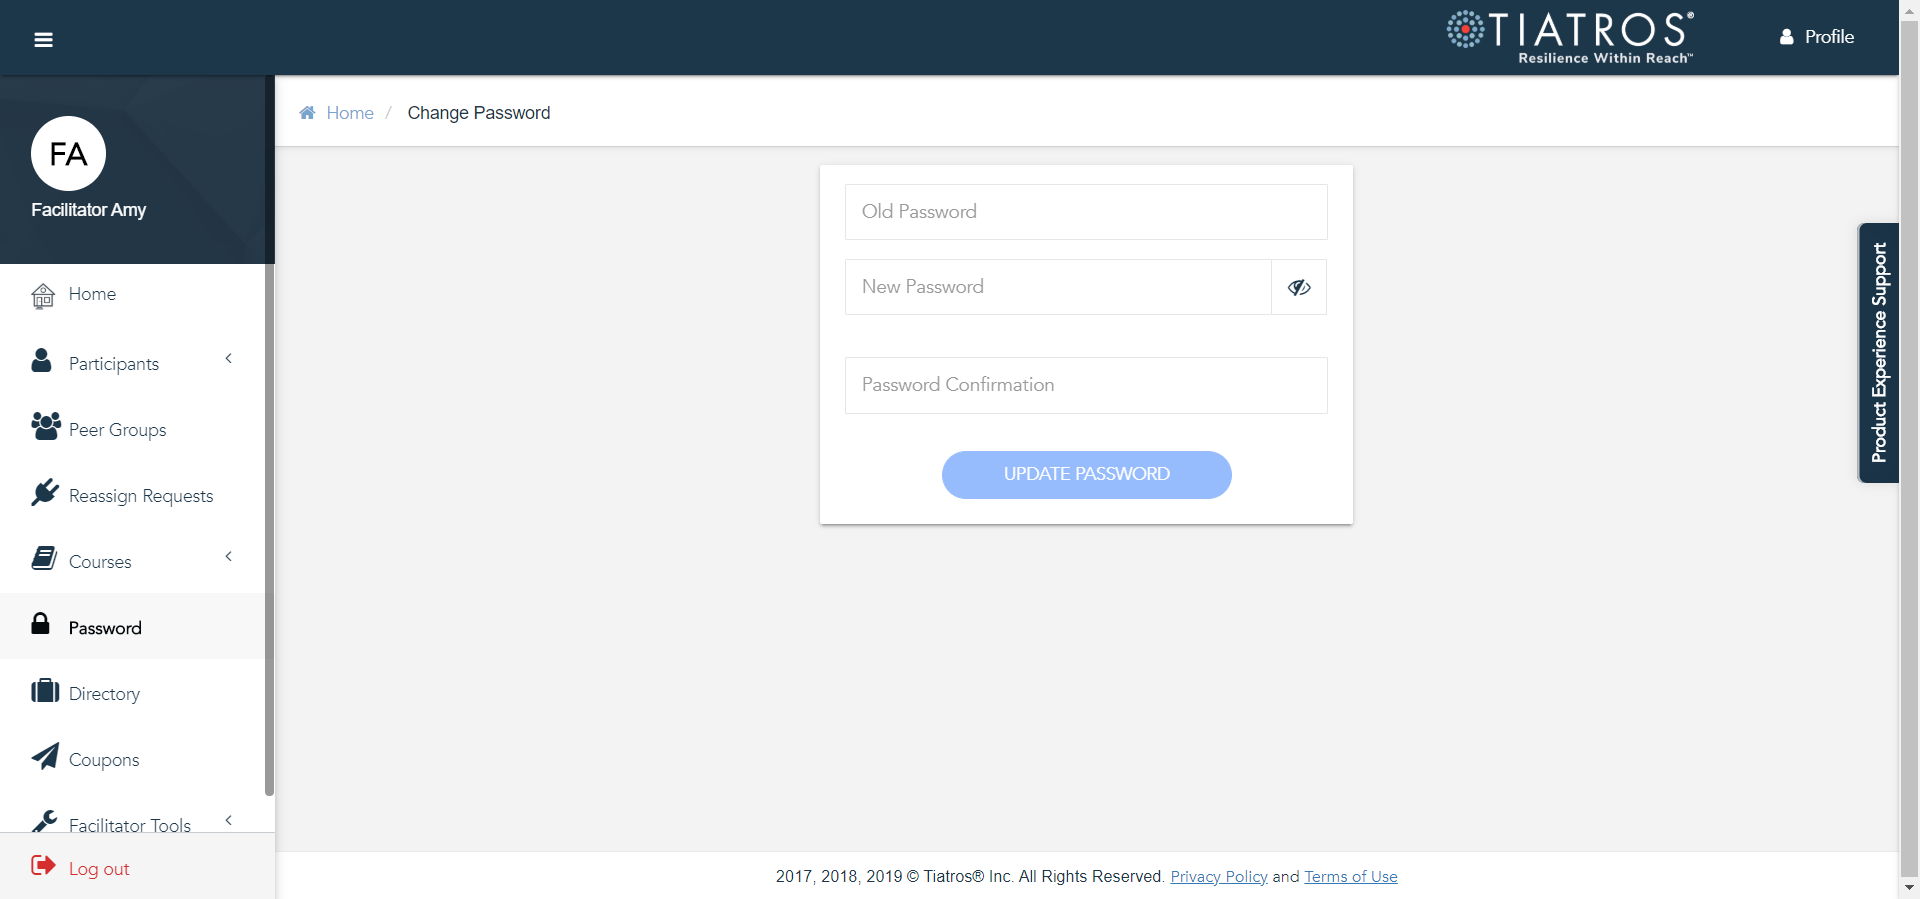 TIATROS®
Resilience Within Reach™
Profile
FA
Facilitator Amy
Home / Change Password
Home
Participants
Peer Groups
Reassign Requests
Courses
Password
Directory
Coupons
Facilitator Tools
Log out
Old Password
New Password
Password Confirmation
UPDATE PASSWORD
Product Experience Support
2017, 2018, 2019 © Tiatros® Inc. All Rights Reserved. Privacy Policy and Terms of Use